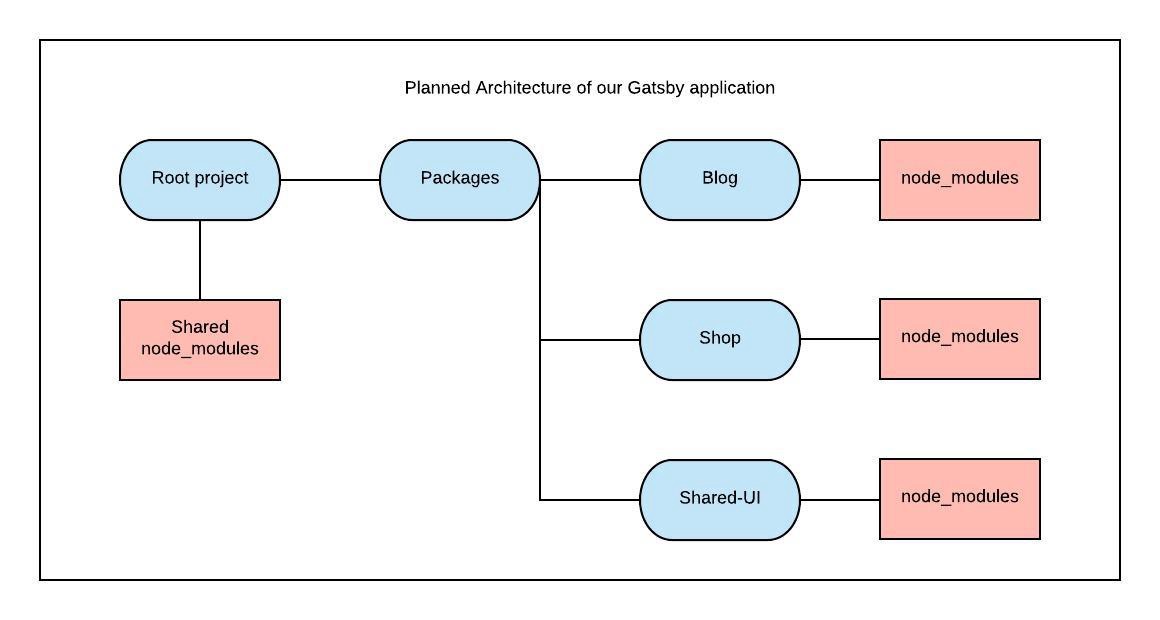 Planned Architecture of our Gatsby application
Root project
Packages
Blog
node_modules
Shared
node_modules
Shop
node_modules
Shared-UI
node_modules